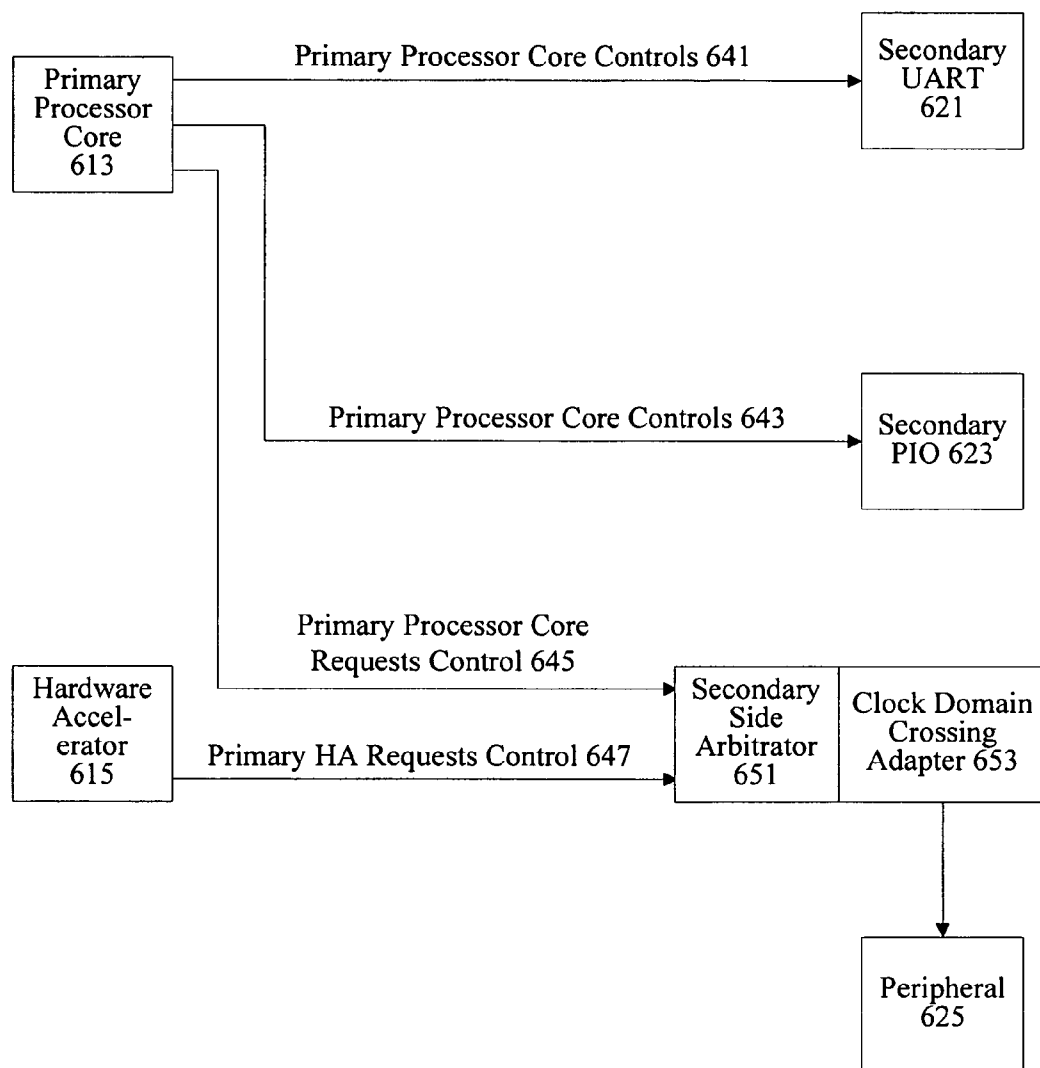 Primary Processor Core Controls 641
Secondary
UART
621
Primary
Processor
Core
613
Primary Processor Core Controls 643
Secondary
PIO 623
Primary Processor Core
Requests Control 645
Hardware
Accel-
erator
615
Primary HA Requests Control 647
Secondary
Side
Arbitrator
651
Clock Domain
Crossing
Adapter 653
Peripheral
625